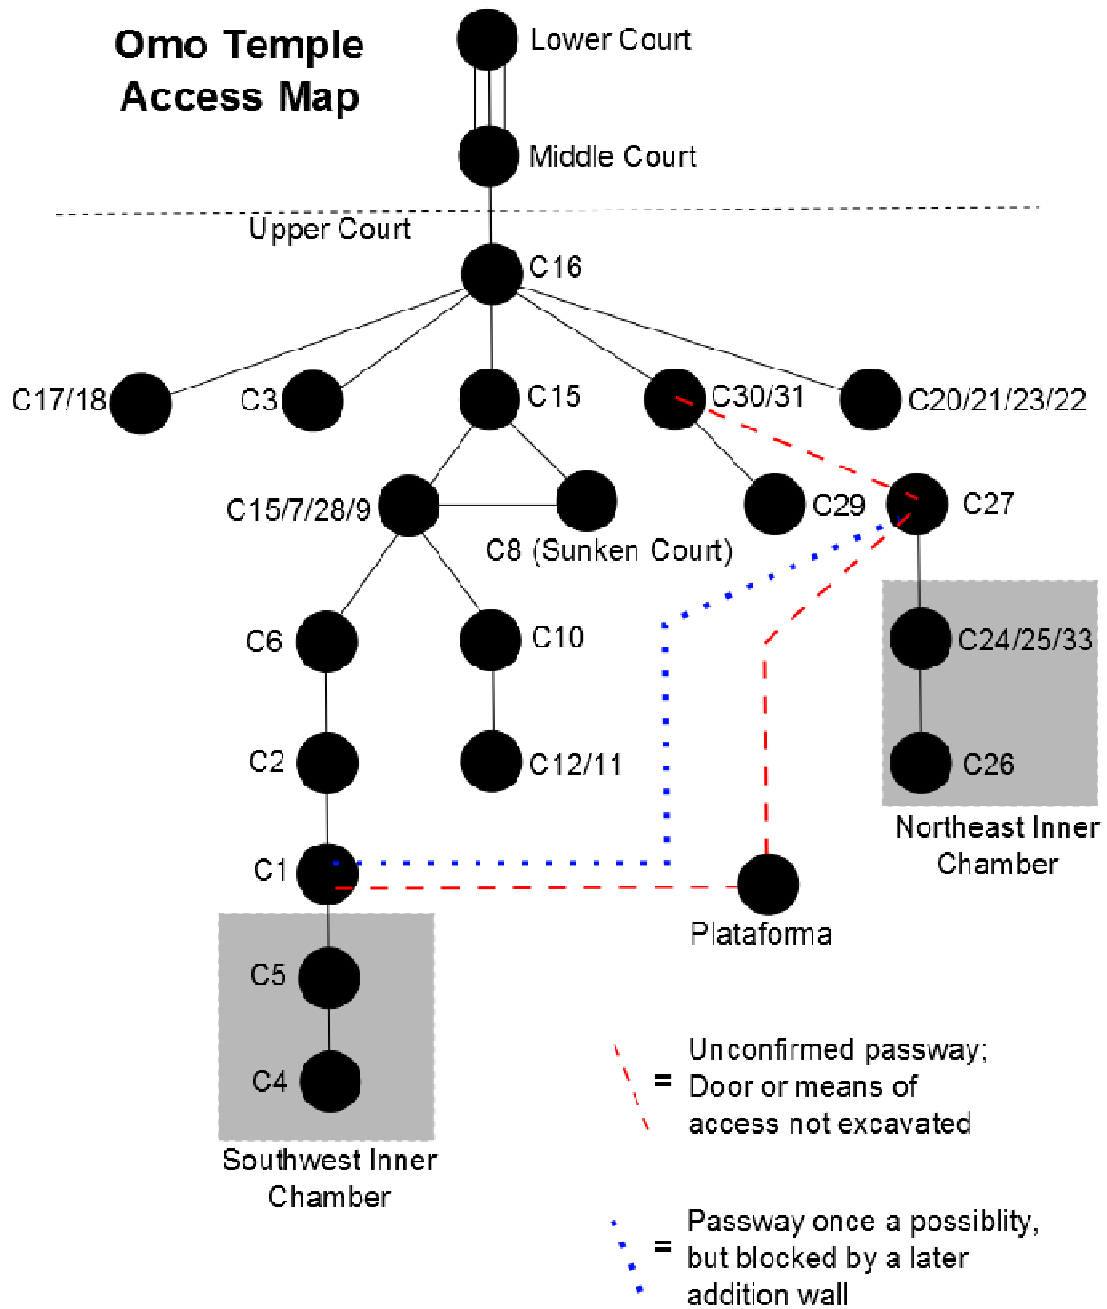 Omo Temple
Access Map
Lower Court
Middle Court
Upper Court
C16
C17/18
C3
C15
C30/31
C20/21/23/22
C15/7/28/9
C8 (Sunken Court)
C29
C27
C6
C10
C24/25/33
C2
C12/11
C26
Northeast Inner
Chamber
C1
Plataforma
C5
C4
Southwest Inner
Chamber
= Unconfirmed passway;
Door or means of
access not excavated
= Passway once a possiblity,
but blocked by a later
addition wall